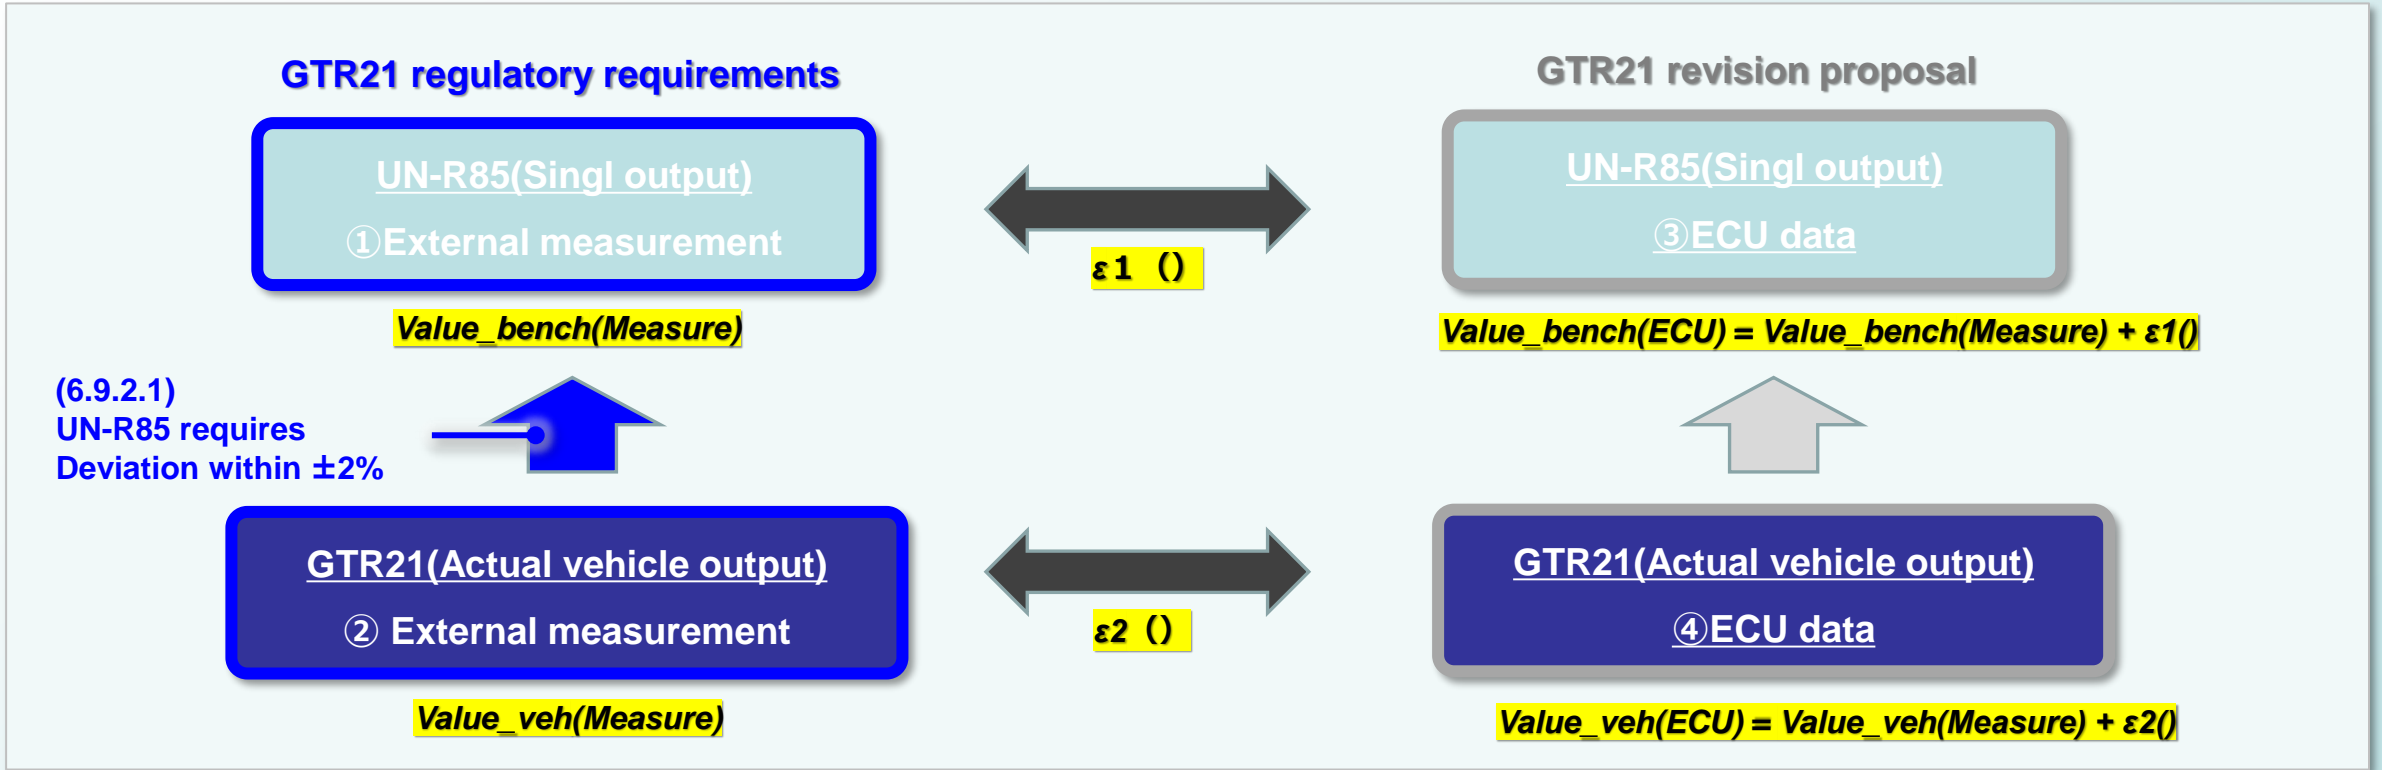 GTR21 regulatory requirements
UN-R85(Singl output)
①External measurement
Value_bench(Measure)
(6.9.2.1)
UN-R85 requires
Deviation within ±2%
GTR21(Actual vehicle output)
② External measurement
Value_veh(Measure)
ε1 ()
ε2 ()
GTR21 revision proposal
UN-R85(Singl output)
③ECU data
Value_bench(ECU) = Value_bench(Measure) + ε1()
GTR21(Actual vehicle output)
④ECU data
Value_veh(ECU) = Value_veh(Measure) + ε2()